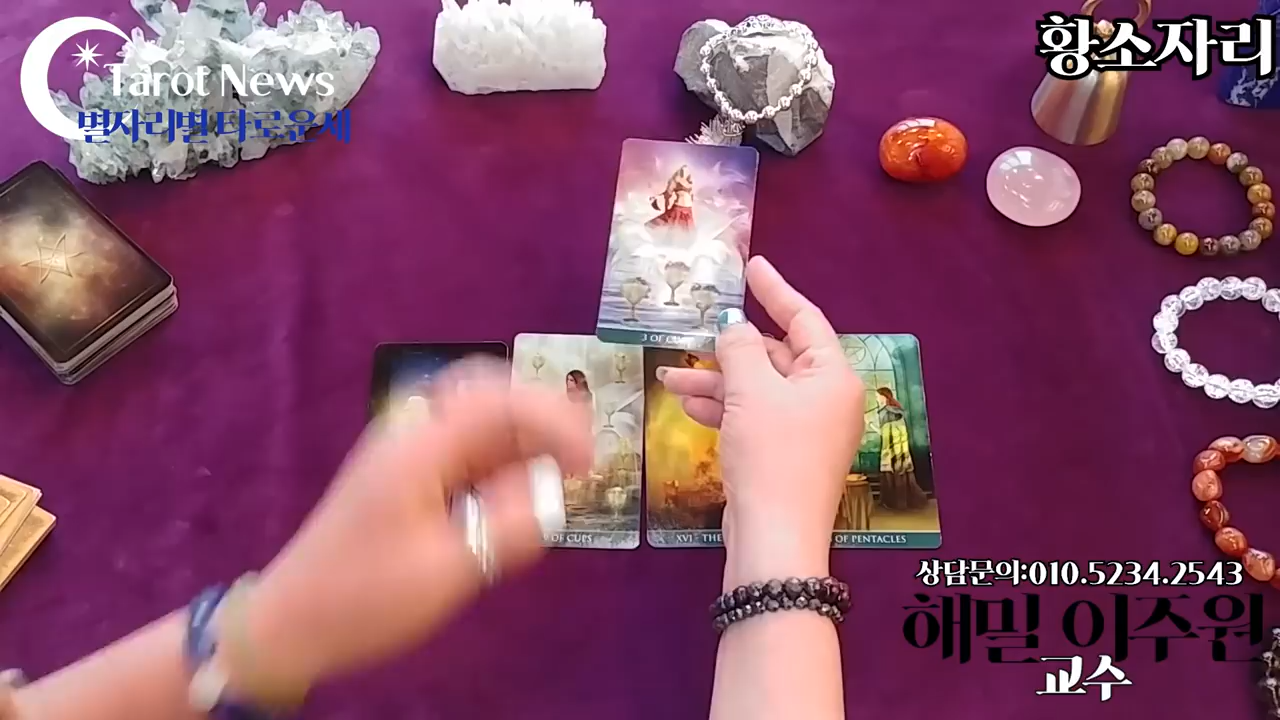 Tarot News
별자리별 타로운세
황소자리
3 OF CUPS
OF CUPS
XVI - THE
OF PENTACLES
상담문의:010.5234.2543
해밀 이주원
교수